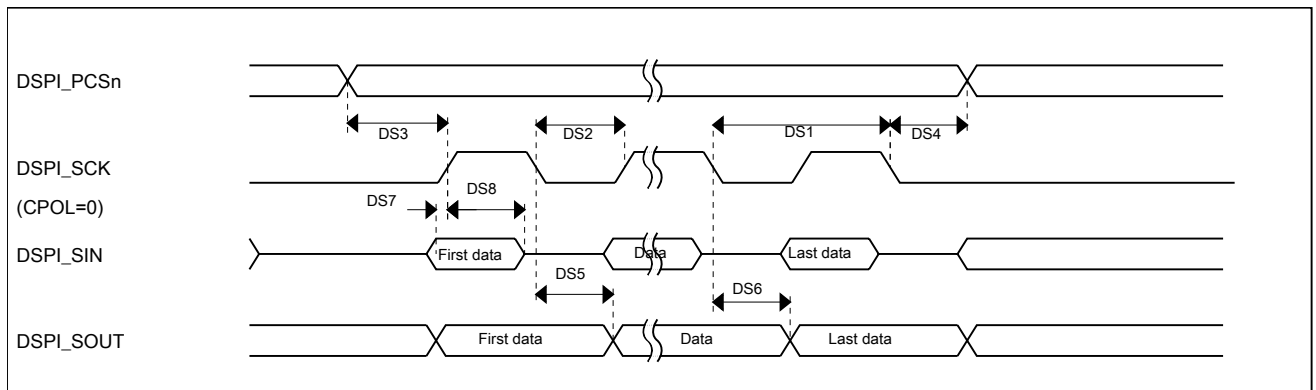 DSPI_PCSn
DS3
DS2
DS1
DS4
DSPI_SCK
(CPOL=0)
DS7
DS8
DSPI_SIN
First data
Data
Last data
DS5
DS6
DSPI_SOUT
First data
Data
Last data